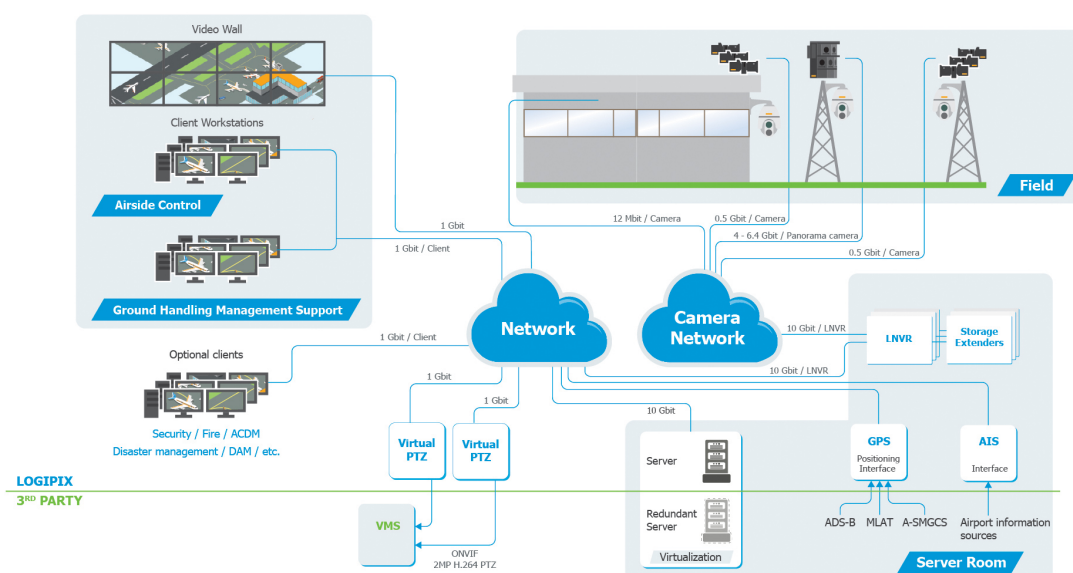 Video Wall
Client Workstations
Airside Control
Ground Handling Management Support
Field
1 Gbit
1 Gbit / Client
12 Mbit / Camera
0.5 Gbit / Camera
4 - 6.4 Gbit / Panorama camera
0.5 Gbit / Camera
Network
Camera
Network
10 Gbit / LNVR
LNVR
Storage
Extenders
10 Gbit / LNVR
Optional clients
1 Gbit / Client
Security / Fire / ACDM
Disaster management / DAM / etc.
1 Gbit
1 Gbit
10 Gbit
Virtual
PTZ
Virtual
PTZ
Server
GPS
Positioning
Interface
AIS
Interface
LOGIPIX
3RD PARTY
VMS
ONVIF
2MP H.264 PTZ
Redundant
Server
Virtualization
ADS-B
MLAT
A-SMGCS
Airport information
sources
Server Room